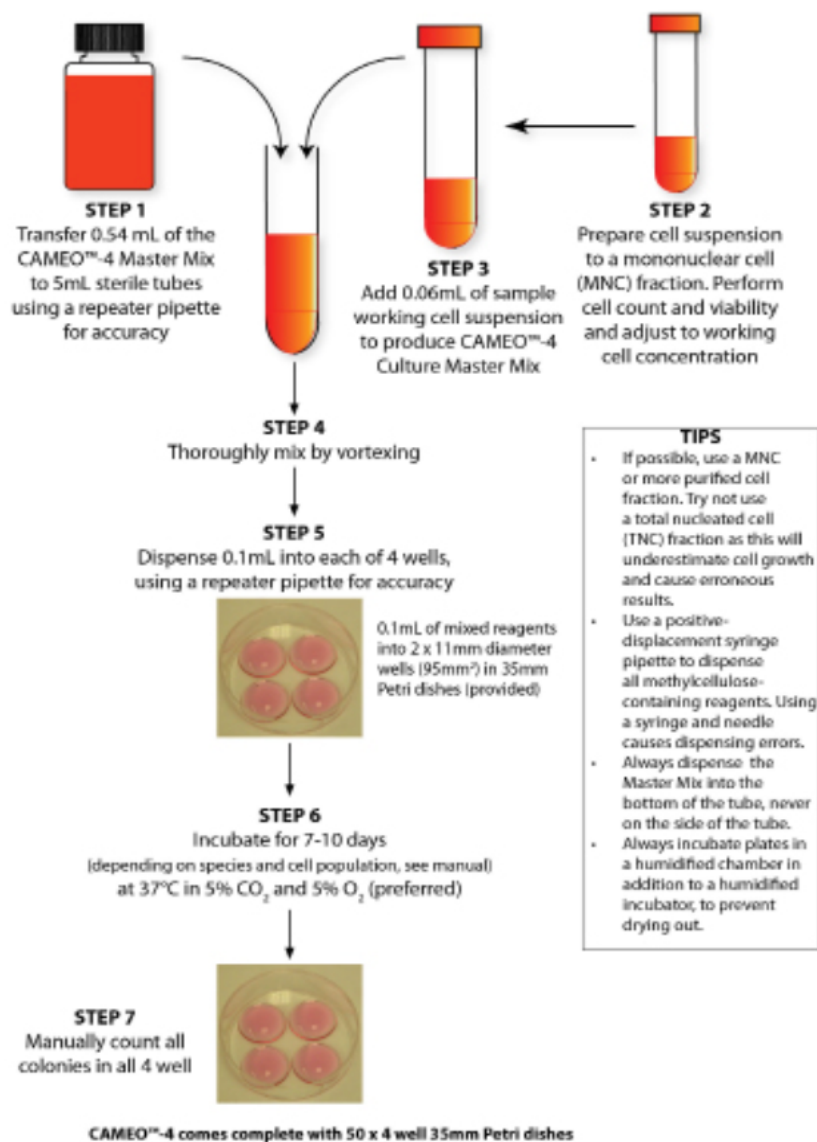 STEP 1
Transfer 0.54 mL of the
CAMEO™-4 Master Mix
to 5mL sterile tubes
using a repeater pipette
for accuracy
STEP 2
Prepare cell suspension
to a mononuclear cell
(MNC) fraction. Perform
cell count and viability
and adjust to working
cell concentration
STEP 3
Add 0.06mL of sample
working cell suspension
to produce CAMEO™-4
Culture Master Mix
STEP 4
Thoroughly mix by vortexing
STEP 5
Dispense 0.1mL into each of 4 wells,
using a repeater pipette for accuracy
0.1mL of mixed reagents
into 2 x 11mm diameter
wells (95mm²) in 35mm
Petri dishes (provided)
STEP 6
Incubate for 7-10 days
(depending on species and cell population, see manual)
at 37°C in 5% CO₂ and 5% O₂ (preferred)
STEP 7
Manually count all
colonies in all 4 well
TIPS
• If possible, use a MNC
or more purified cell
fraction. Try not use
a total nucleated cell
(TNC) fraction as this will
underestimate cell growth
and cause erroneous
results.
• Use a positive-
displacement syringe
pipette to dispense
all methylcellulose-
containing reagents. Using
a syringe and needle
causes dispensing errors.
• Always dispense the
Master Mix into the
bottom of the tube, never
on the side of the tube.
• Always incubate plates in
a humidified chamber in
addition to a humidified
incubator, to prevent
drying out.
CAMEO™-4 comes complete with 50 x 4 well 35mm Petri dishes